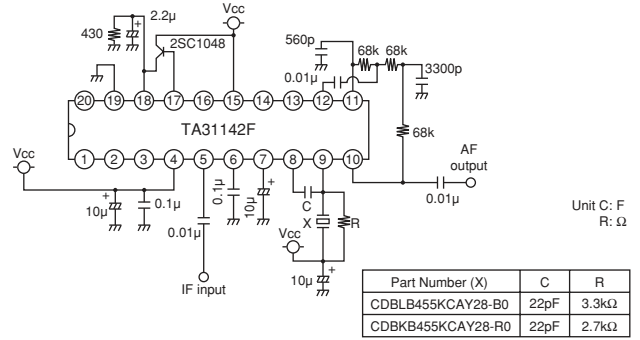 Vcc
2.2μ
430
2SC1048
560p
68k
68k
0.01μ
3300p
20
19
18
17
16
15
14
13
12
11
TA31142F
68k
1
2
3
4
5
6
7
8
9
10
Vcc
AF
output
10μ
0.1μ
0.01μ
0.1μ
10μ
C
X
R
Vcc
0.01μ
10μ
IF input
Unit C: F
R: Ω
Part Number (X) C R
CDBLB455KCAY28-B0 22pF 3.3kΩ
CDBKB455KCAY28-R0 22pF 2.7kΩ